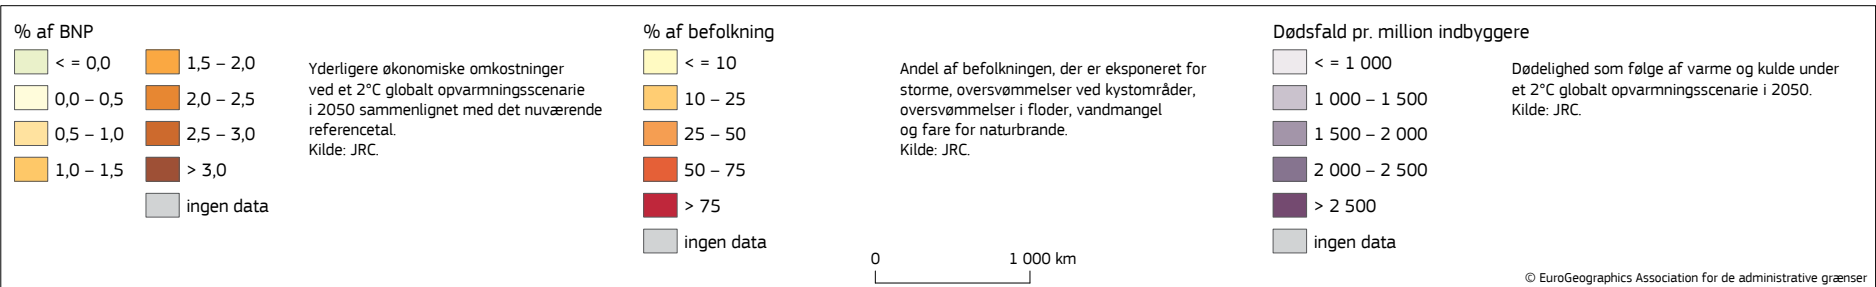 % af BNP
< = 0,0
0,0 – 0,5
0,5 – 1,0
1,0 – 1,5
1,5 – 2,0
2,0 – 2,5
2,5 – 3,0
> 3,0
ingen data
Yderligere økonomiske omkostninger
ved et 2°C globalt opvarmningsscenarie
i 2050 sammenlignet med det nuværende
referencetal.
Kilde: JRC.
% af befolkning
< = 10
10 – 25
25 – 50
50 – 75
> 75
ingen data
Andel af befolkningen, der er eksponeret for
storme, oversvømmelser ved kystområder,
oversvømmelser i floder, vandmangel
og fare for naturbrande.
Kilde: JRC.
0 1 000 km
Dødsfald pr. million indbyggere
< = 1 000
1 000 – 1 500
1 500 – 2 000
2 000 – 2 500
> 2 500
ingen data
Dødelighed som følge af varme og kulde under
et 2°C globalt opvarmningsscenarie i 2050.
Kilde: JRC.
© EuroGeographics Association for de administrative grænser